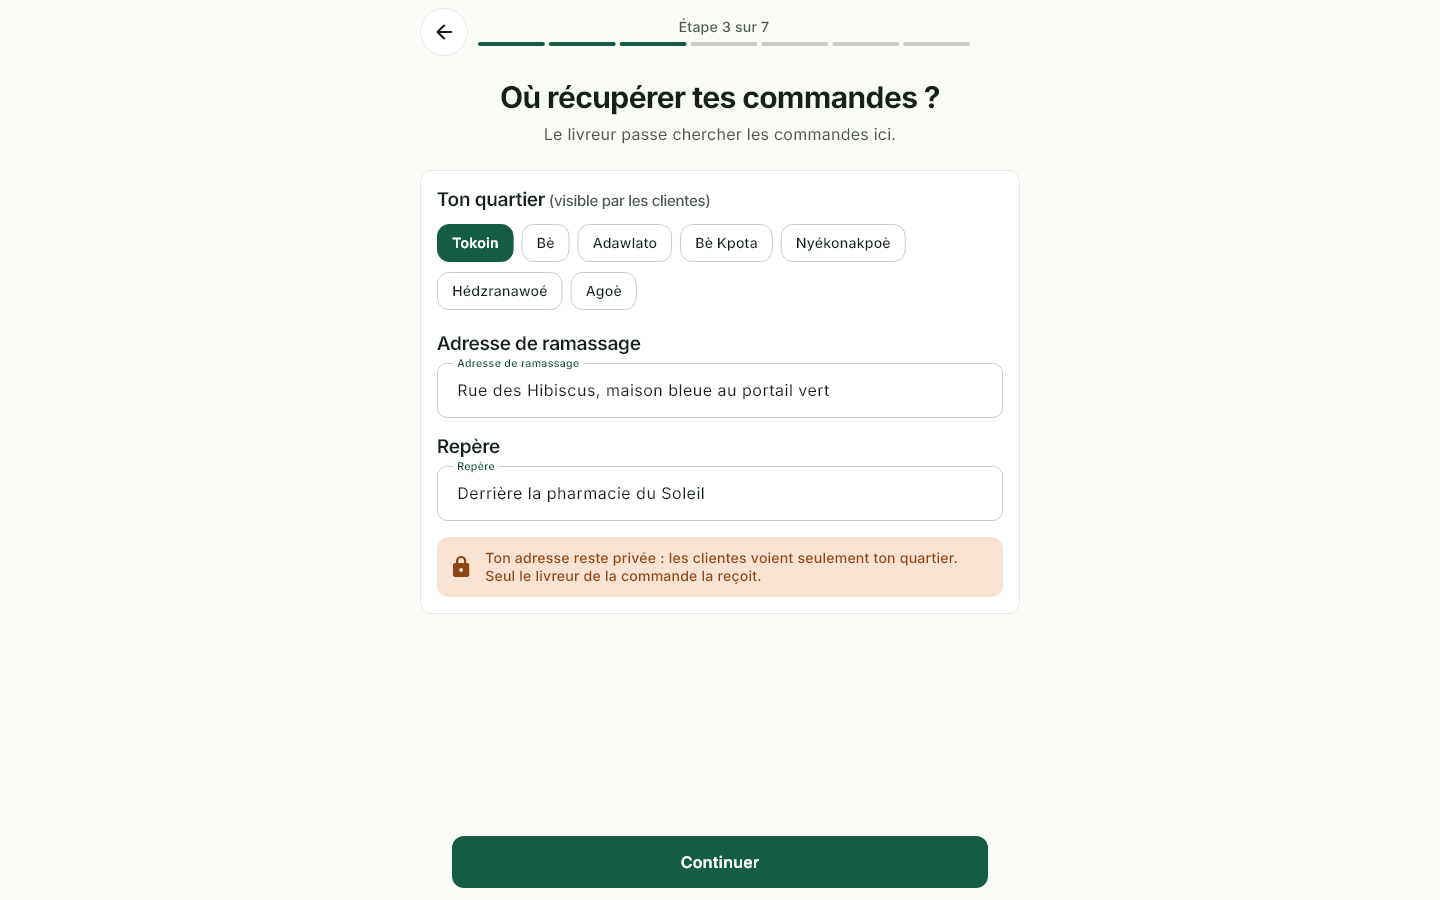 Étape 3 sur 7
Où récupérer tes commandes ?
Le livreur passe chercher les commandes ici.
Ton quartier (visible par les clientes)
Tokoin Bè Adawlato Bè Kpota Nyékonakpoè
Hédzranawoé Agoè
Adresse de ramassage
Adresse de ramassage
Rue des Hibiscus, maison bleue au portail vert
Repère
Repère
Derrière la pharmacie du Soleil
Ton adresse reste privée : les clientes voient seulement ton quartier.
Seul le livreur de la commande la reçoit.
Continuer